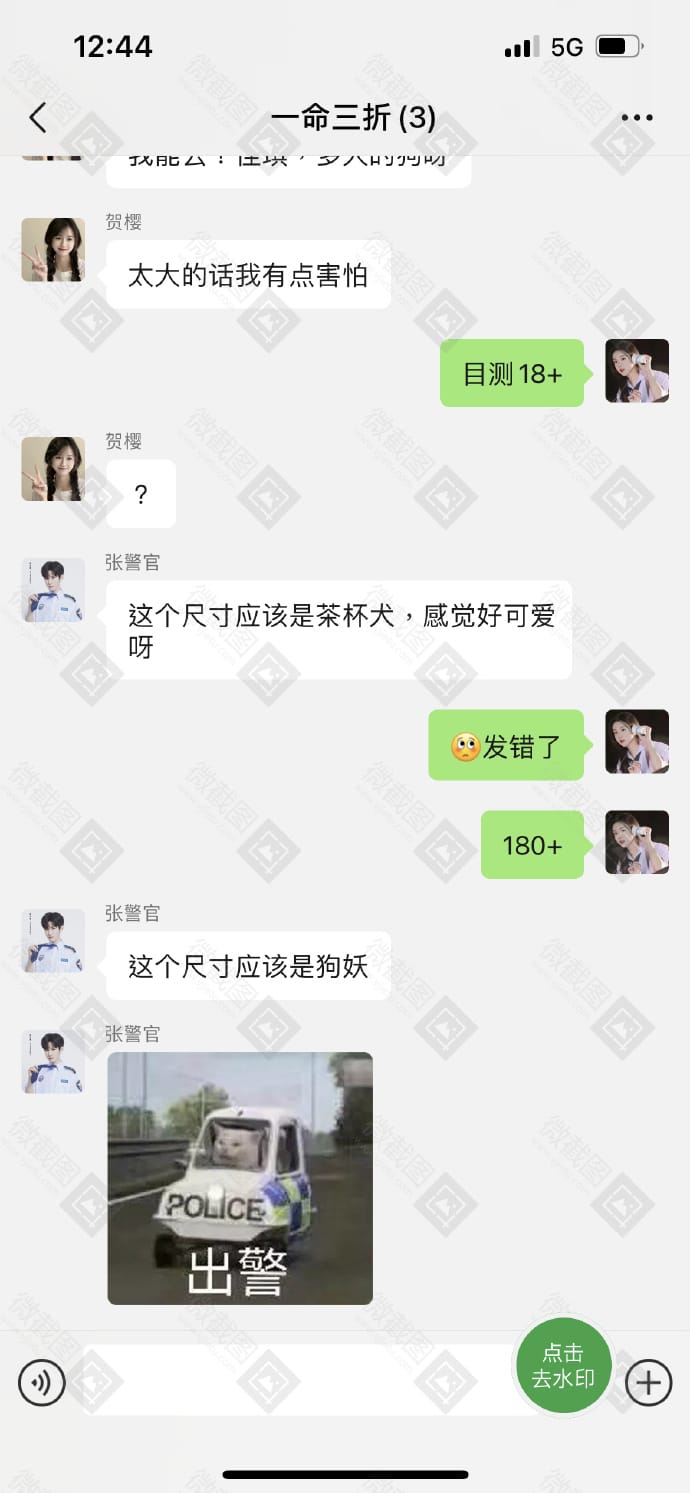 12:44
5G
一命三折 (3)
贺樱
太大的话我有点害怕
目测18+
贺樱
?
张警官
这个尺寸应该是茶杯犬，感觉好可爱
呀
发错了
180+
张警官
这个尺寸应该是狗妖
张警官
POLICE
出警
点击
去水印
微截图